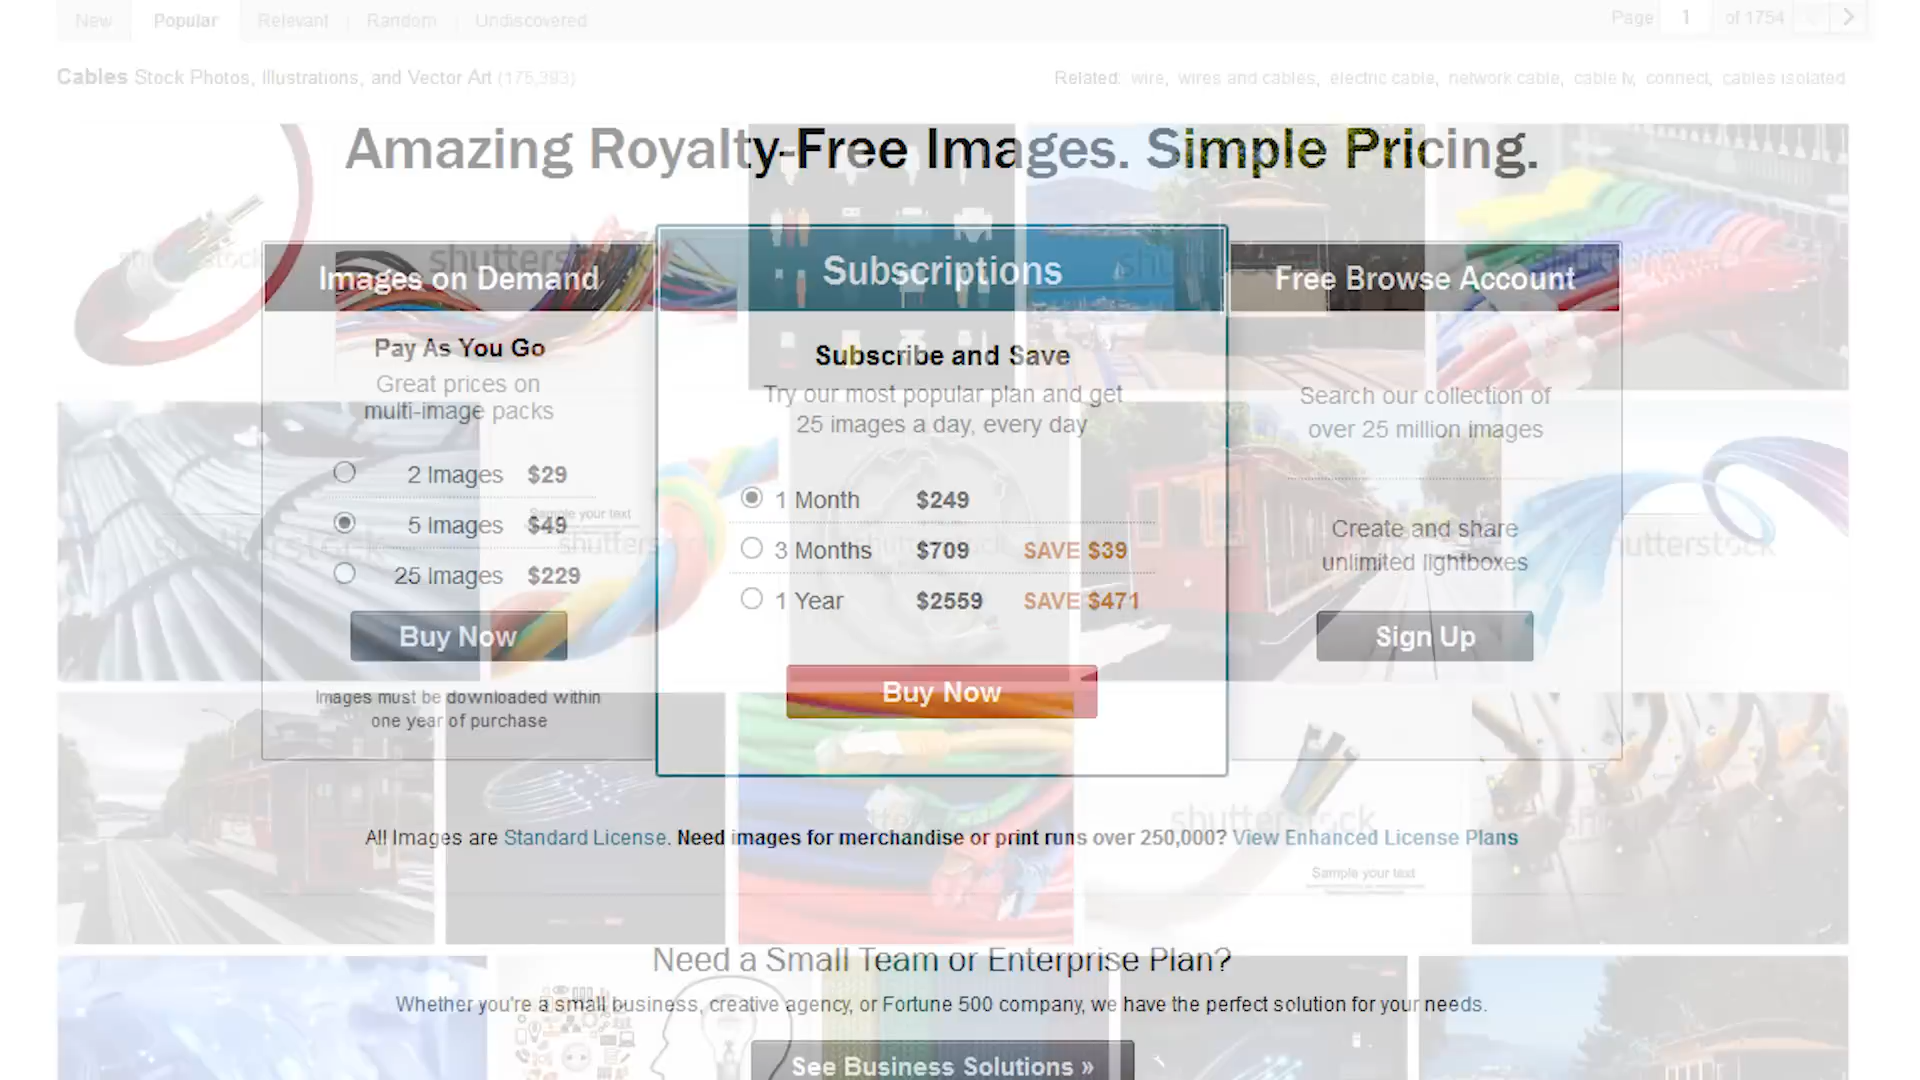 New Popular Relevant Random Undiscovered Page 1 of 1754
Cables Stock Photos, Illustrations, and Vector Art (175,393) Related: wire, wires and cables, electric cable, network cable, cable tv, connect, cables isolated
Amazing Royalty-Free Images. Simple Pricing.
Images on Demand
Pay As You Go
Great prices on
multi-image packs
2 Images $29
5 Images $49
25 Images $229
Buy Now
Images must be downloaded within
one year of purchase
Subscriptions
Subscribe and Save
Try our most popular plan and get
25 images a day, every day
1 Month $249
3 Months $709 SAVE $39
1 Year $2559 SAVE $471
Buy Now
Free Browse Account
Search our collection of
over 25 million images
Create and share
unlimited lightboxes
Sign Up
shutterstock
Sample your text
shutterstock
shutterstock
shutterstock
Sample your text
All Images are Standard License. Need images for merchandise or print runs over 250,000? View Enhanced License Plans
Need a Small Team or Enterprise Plan?
Whether you're a small business, creative agency, or Fortune 500 company, we have the perfect solution for your needs.
See Business Solutions »